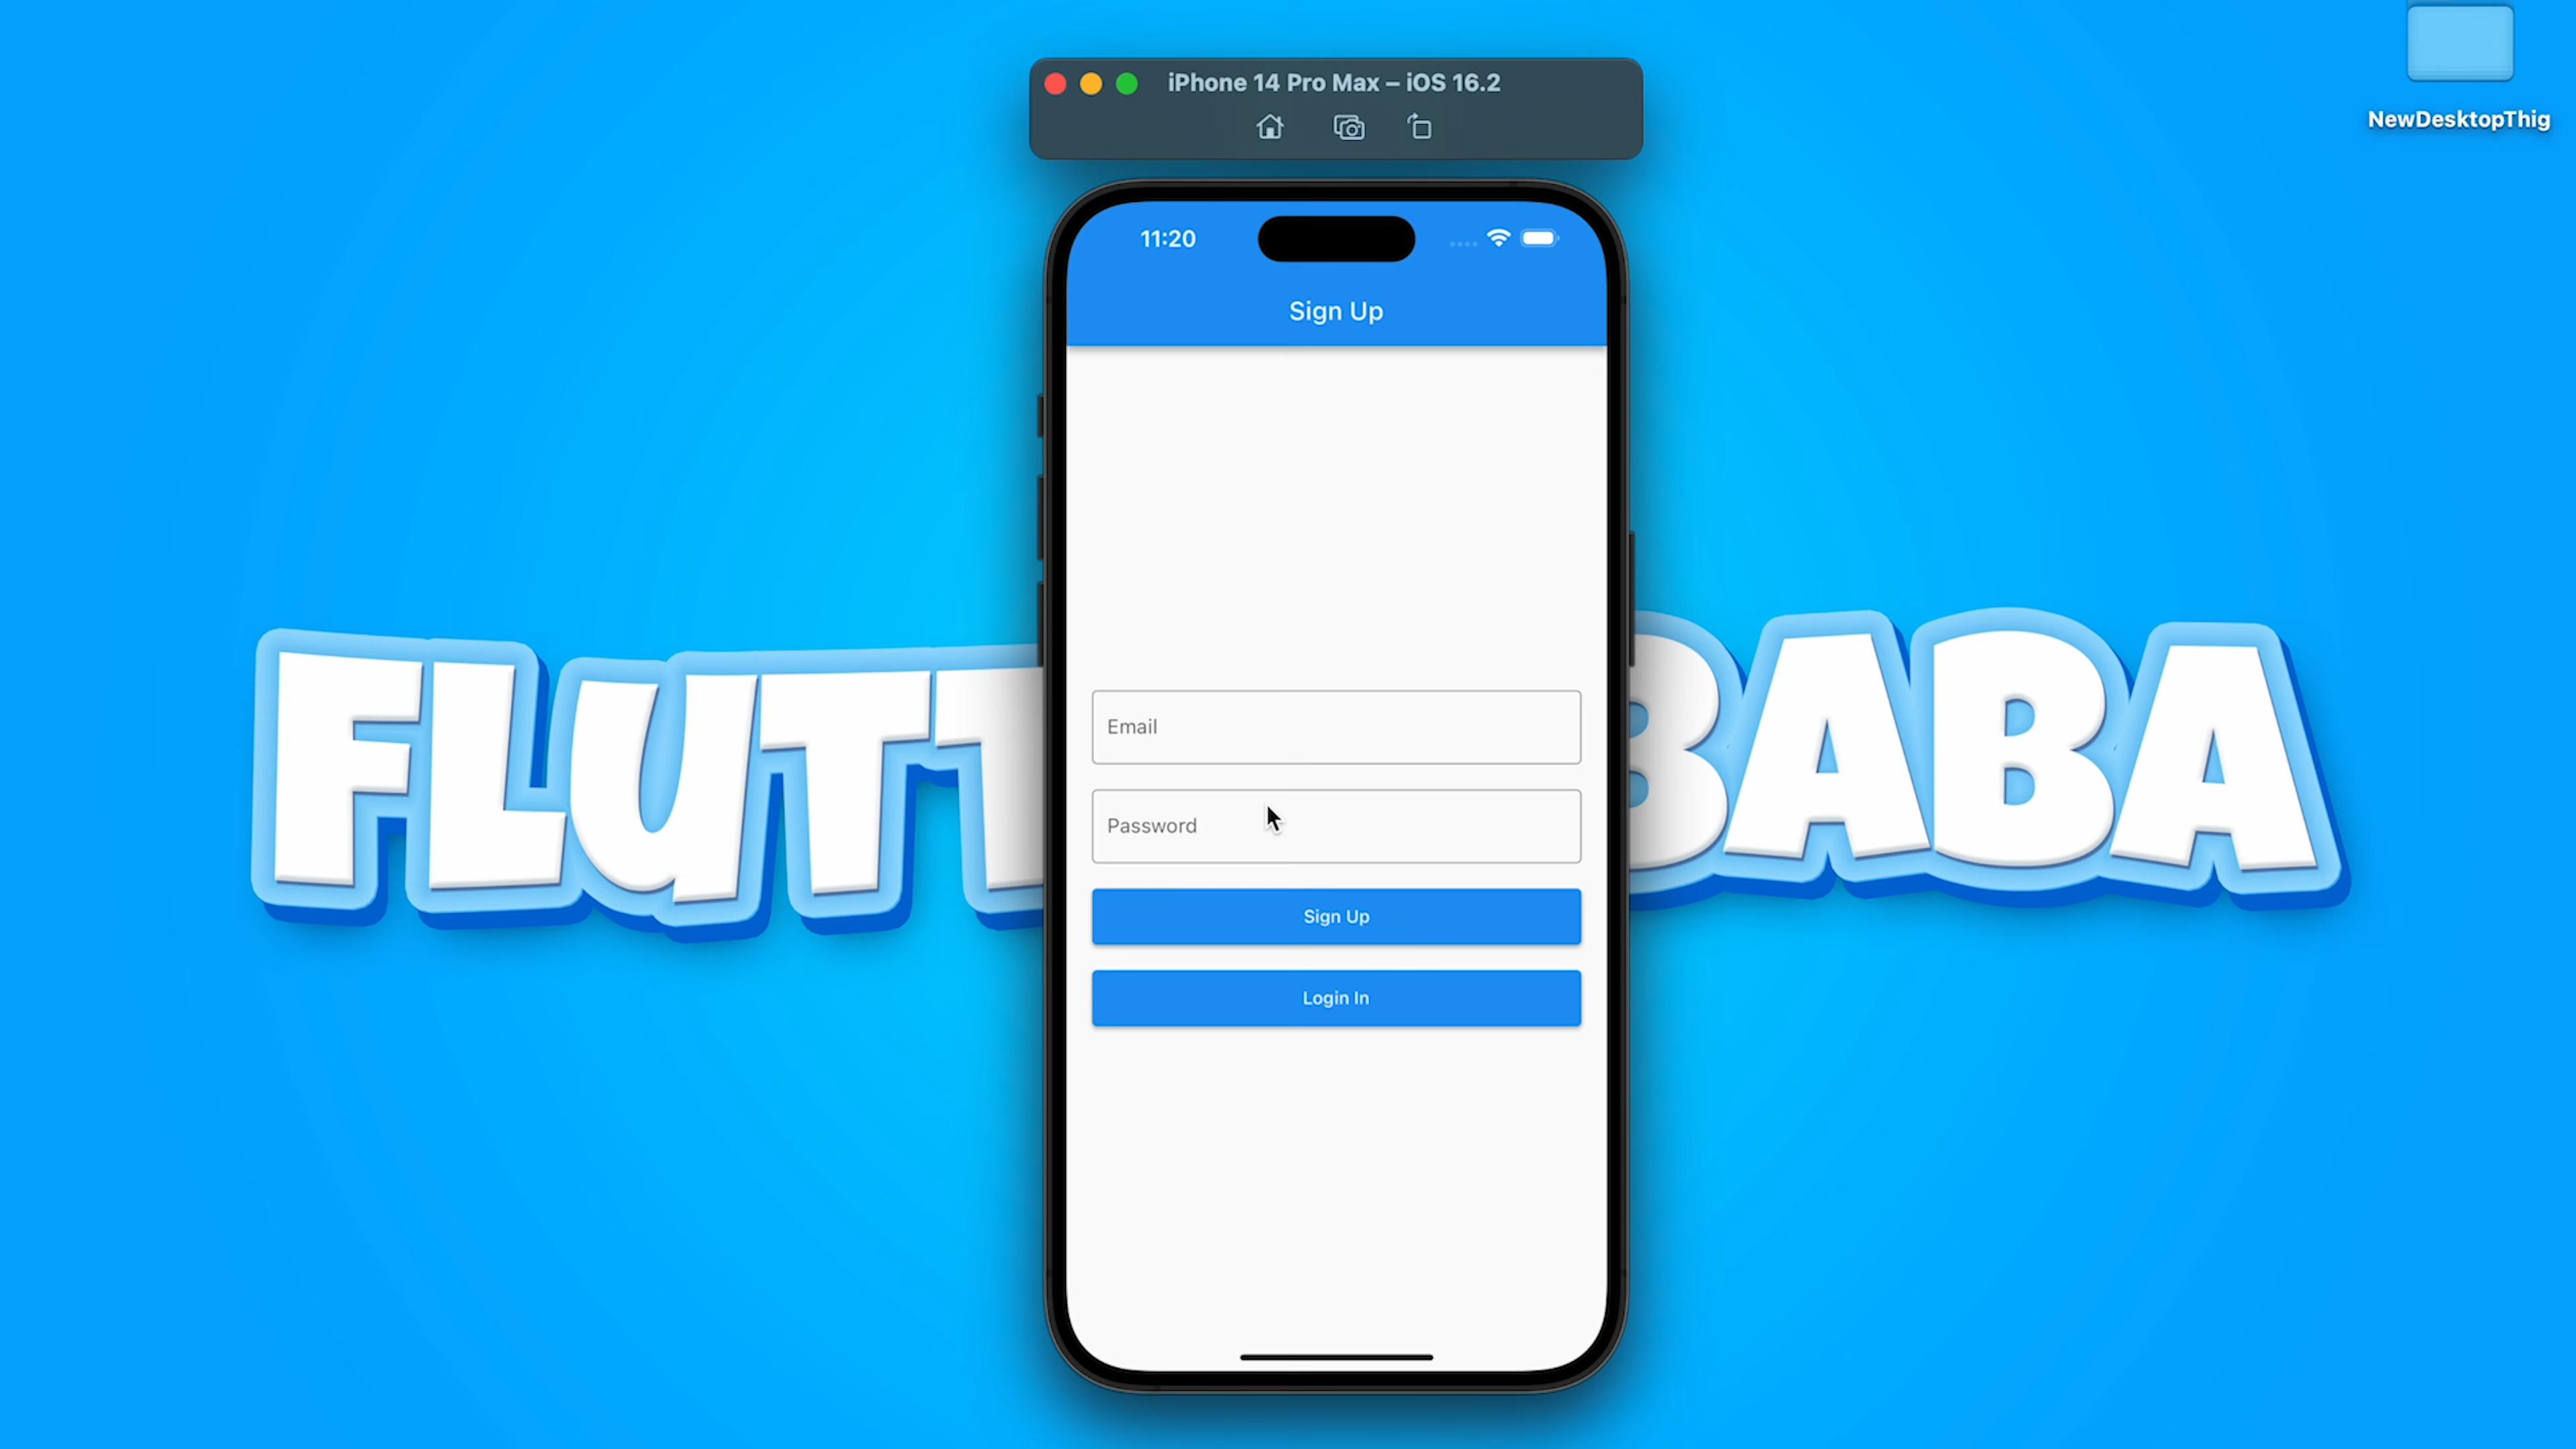 iPhone 14 Pro Max – iOS 16.2
NewDesktopThig
11:20
Sign Up
FLUTT BABA
Email
Password
Sign Up
Login In